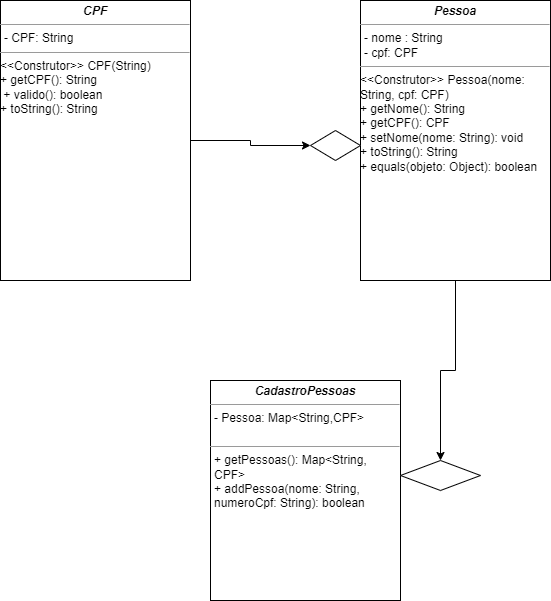 CPF
- CPF: String
<<Construtor>> CPF(String)
+ getCPF(): String
+ valido(): boolean
+ toString(): String
Pessoa
- nome : String
- cpf: CPF
<<Construtor>> Pessoa(nome:
String, cpf: CPF)
+ getNome(): String
+ getCPF(): CPF
+ setNome(nome: String): void
+ toString(): String
+ equals(objeto: Object): boolean
CadastroPessoas
- Pessoa: Map<String,CPF>
+ getPessoas(): Map<String,
CPF>
+ addPessoa(nome: String,
numeroCpf: String): boolean